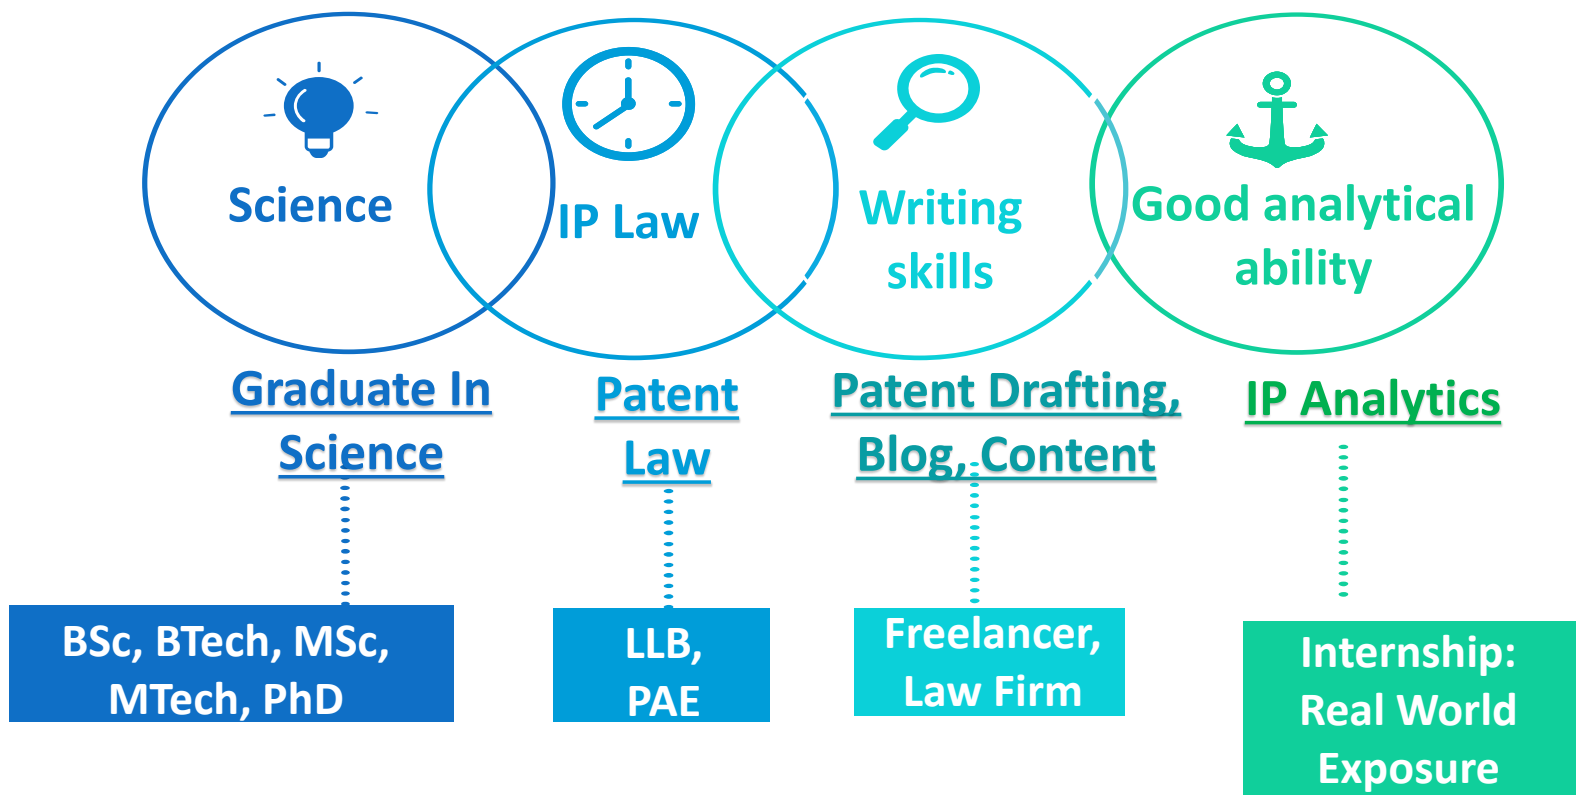 Science
IP Law
Writing
skills
Good analytical
ability
Graduate In
Science
Patent
Law
Patent Drafting,
Blog, Content
IP Analytics
BSc, BTech, MSc,
MTech, PhD
LLB,
PAE
Freelancer,
Law Firm
Internship:
Real World
Exposure